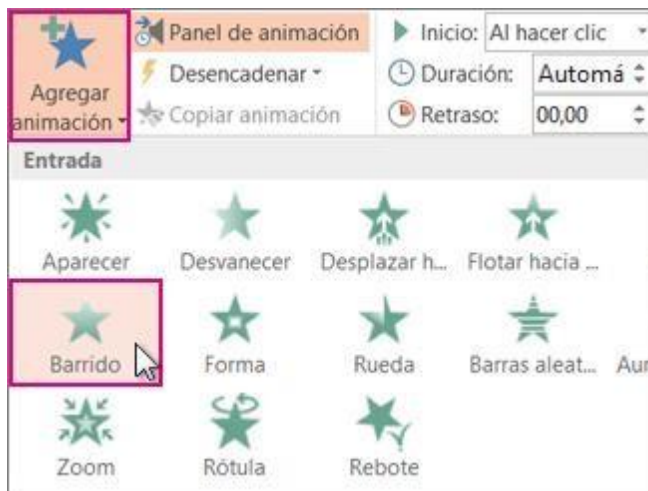 Agregar animación
Panel de animación
Desencadenar
Copiar animación
Inicio: Al hacer clic
Duración: Automá
Retraso: 00,00
Entrada
Aparecer Desvanecer Desplazar h... Flotar hacia ...
Barrido Forma Rueda Barras aleat... Aur
Zoom Rótula Rebote